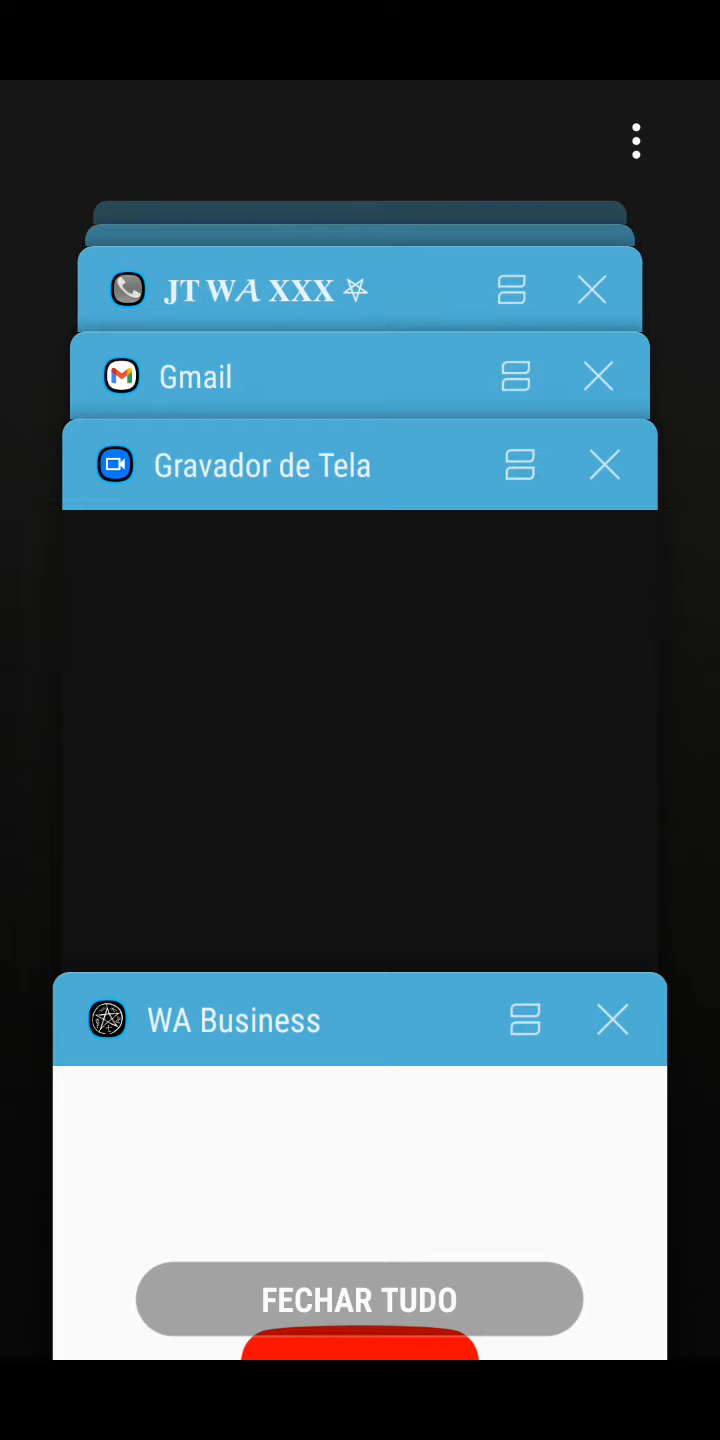 JT WA XXX ⛧
Gmail
Gravador de Tela
WA Business
FECHAR TUDO